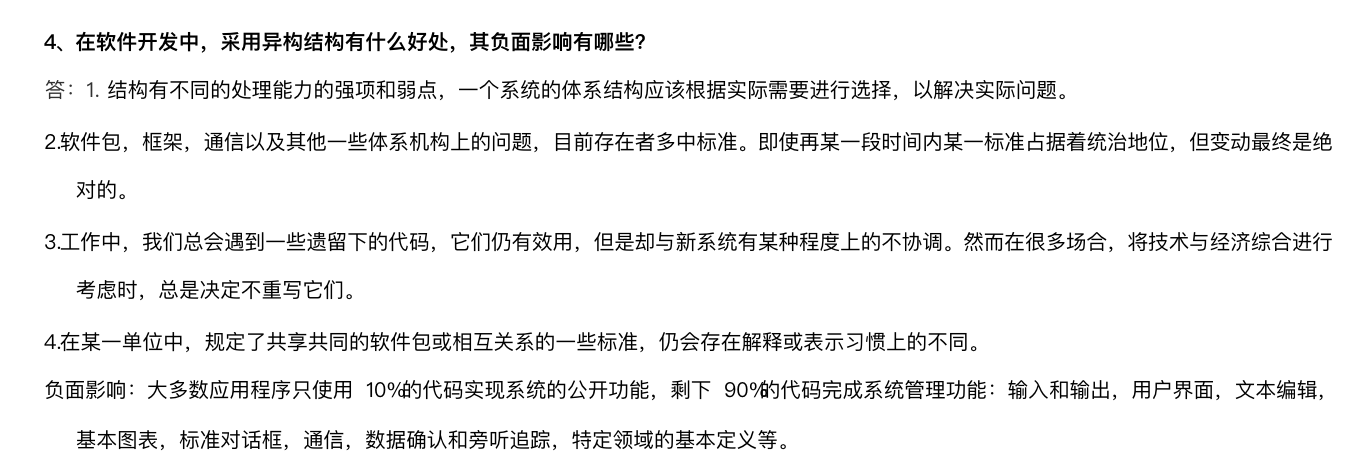 4、在软件开发中，采用异构结构有什么好处，其负面影响有哪些？
答：1. 结构有不同的处理能力的强项和弱点，一个系统的体系结构应该根据实际需要进行选择，以解决实际问题。
2.软件包，框架，通信以及其他一些体系机构上的问题，目前存在者多中标准。即使再某一段时间内某一标准占据着统治地位，但变动最终是绝
对的。
3.工作中，我们总会遇到一些遗留下的代码，它们仍有效用，但是却与新系统有某种程度上的不协调。然而在很多场合，将技术与经济综合进行
考虑时，总是决定不重写它们。
4.在某一单位中，规定了共享共同的软件包或相互关系的一些标准，仍会存在解释或表示习惯上的不同。
负面影响：大多数应用程序只使用 10%的代码实现系统的公开功能，剩下 90%的代码完成系统管理功能：输入和输出，用户界面，文本编辑，
基本图表，标准对话框，通信，数据确认和旁听追踪，特定领域的基本定义等。